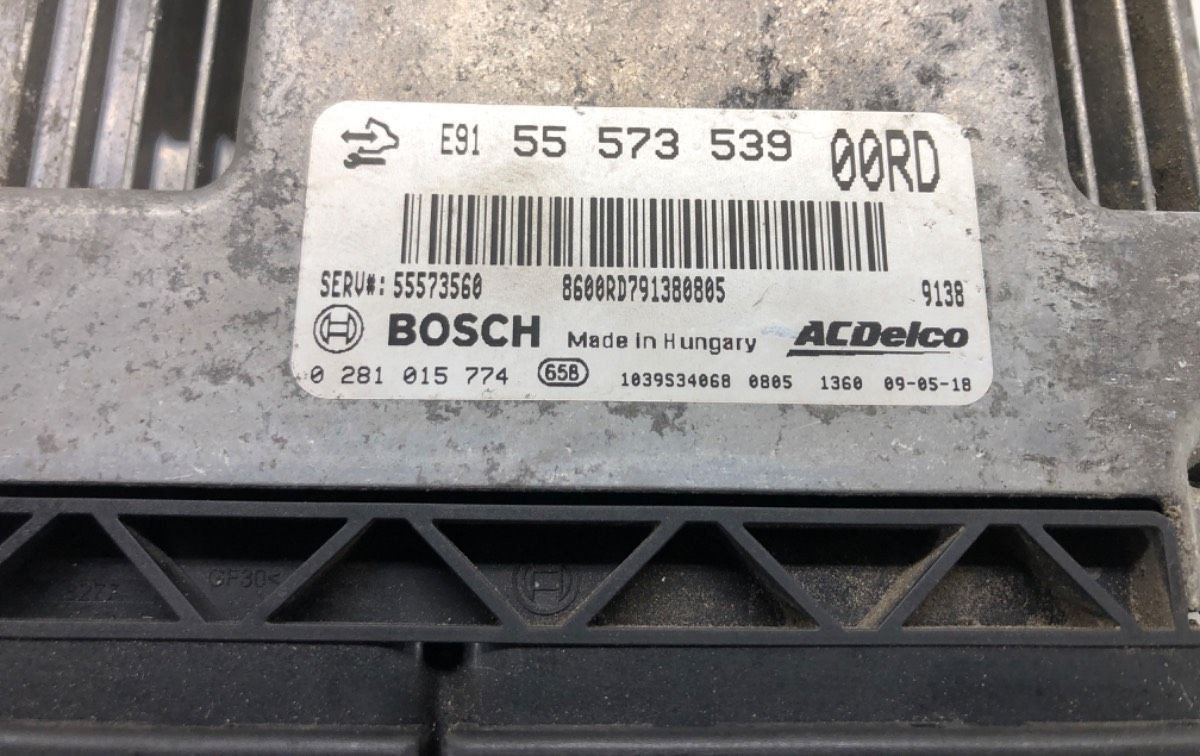 E91 55 573 539 00RD
SERV#: 55573560 8600RD791380805 9138
BOSCH Made in Hungary ACDelco
0 281 015 774 658 1039S34068 0805 1360 09-05-18
GF30<